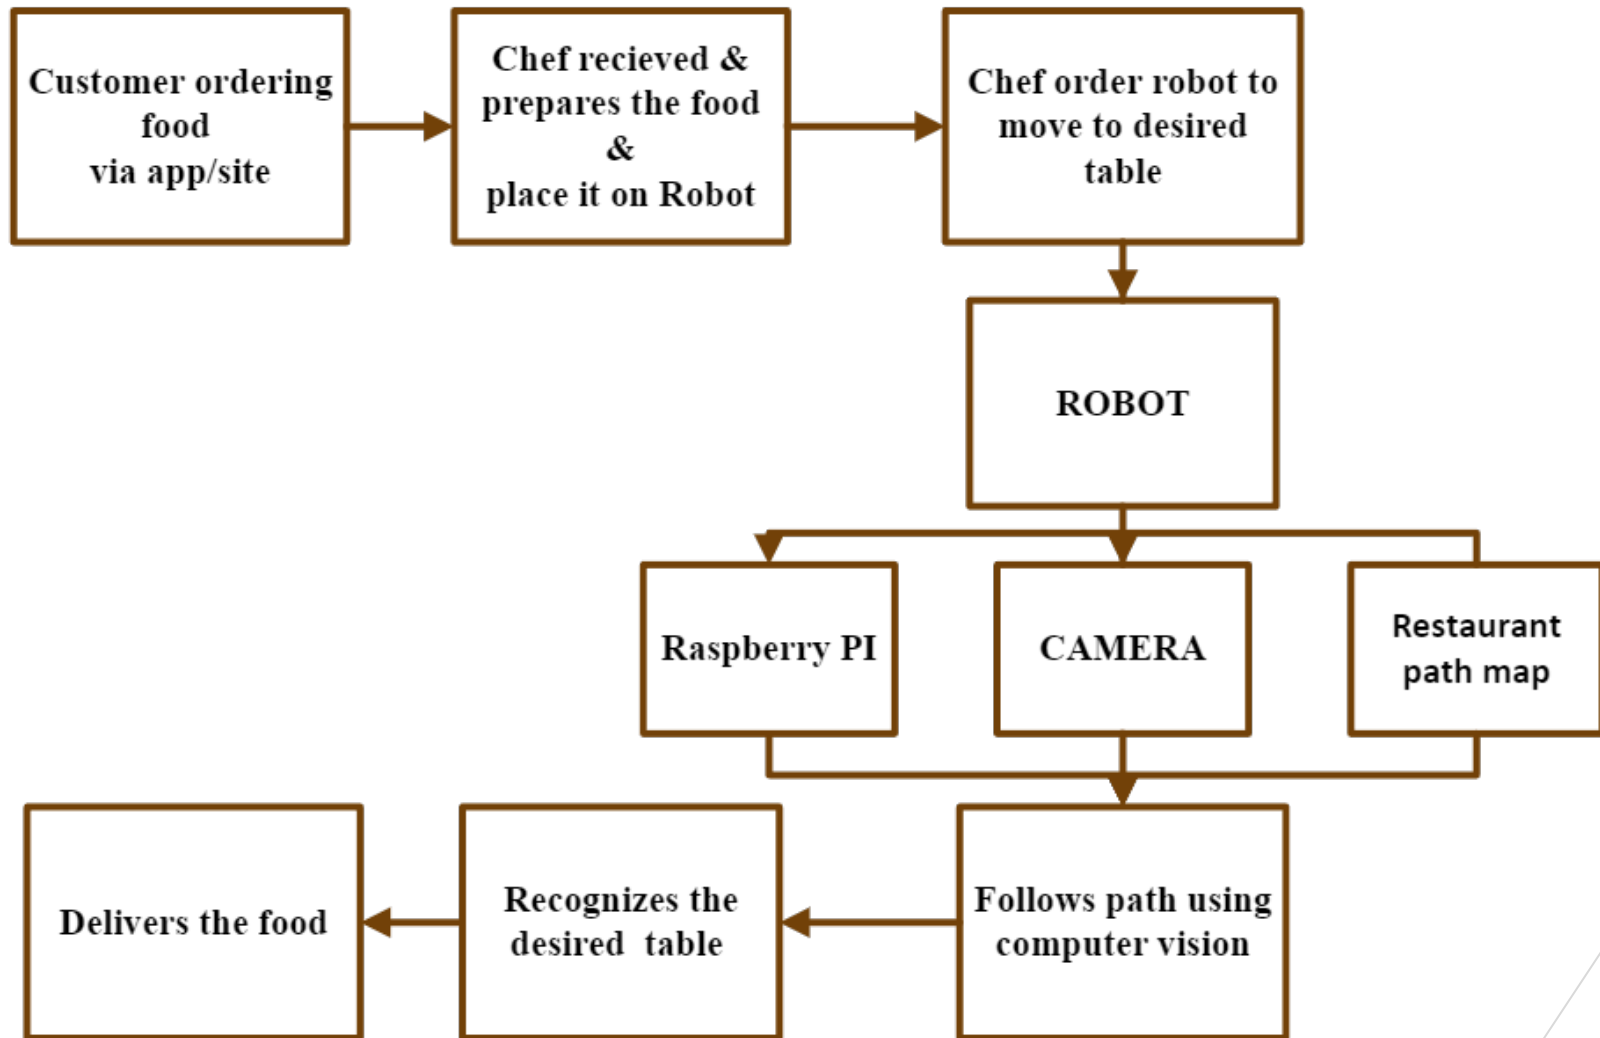 Customer ordering
food
via app/site
Chef recieved &
prepares the food
&
place it on Robot
Chef order robot to
move to desired
table
ROBOT
Raspberry PI
CAMERA
Restaurant
path map
Follows path using
computer vision
Recognizes the
desired table
Delivers the food